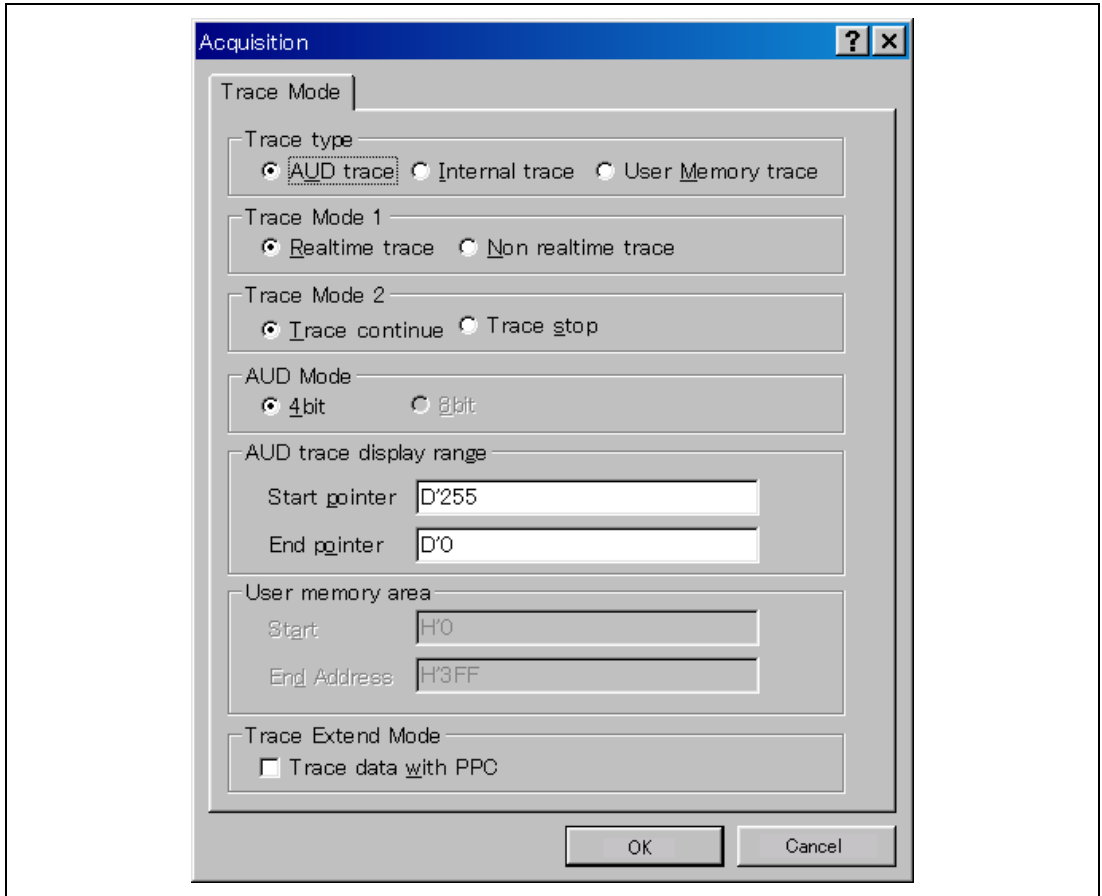 Acquisition
Trace Mode
Trace type
AUD trace Internal trace User Memory trace
Trace Mode 1
Realtime trace Non realtime trace
Trace Mode 2
Trace continue Trace stop
AUD Mode
4bit 8bit
AUD trace display range
Start pointer D'255
End pointer D'0
User memory area
Start H'0
End Address H'3FF
Trace Extend Mode
Trace data with PPC
OK Cancel